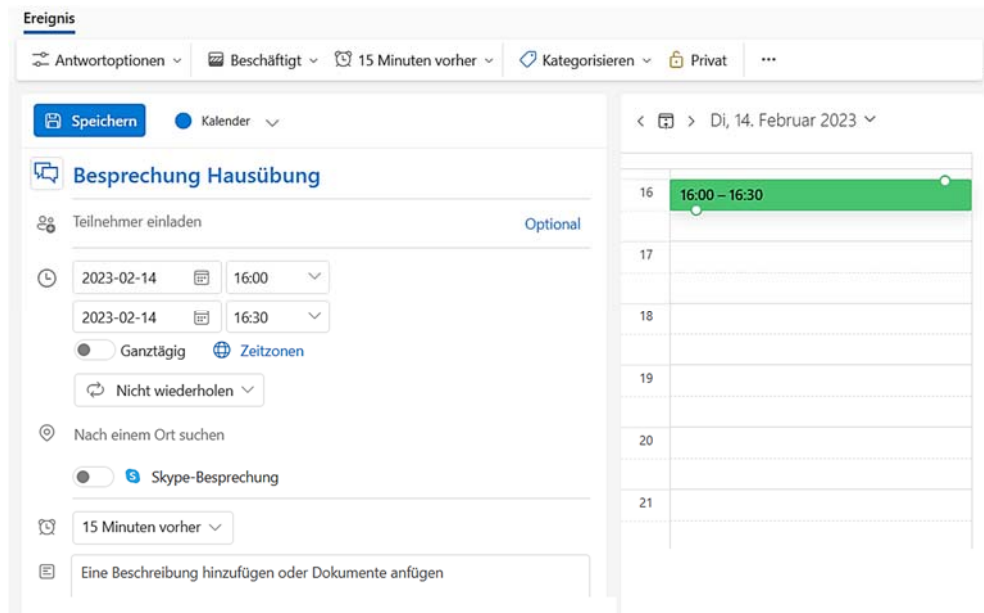 Ereignis
Antwortoptionen Beschäftigt 15 Minuten vorher Kategorisieren Privat ...
Speichern Kalender
Besprechung Hausübung
Teilnehmer einladen Optional
2023-02-14 16:00
2023-02-14 16:30
Ganztägig Zeitzonen
Nicht wiederholen
Nach einem Ort suchen
S Skype-Besprechung
15 Minuten vorher
Eine Beschreibung hinzufügen oder Dokumente anfügen
Di, 14. Februar 2023
16 16:00 – 16:30
17
18
19
20
21